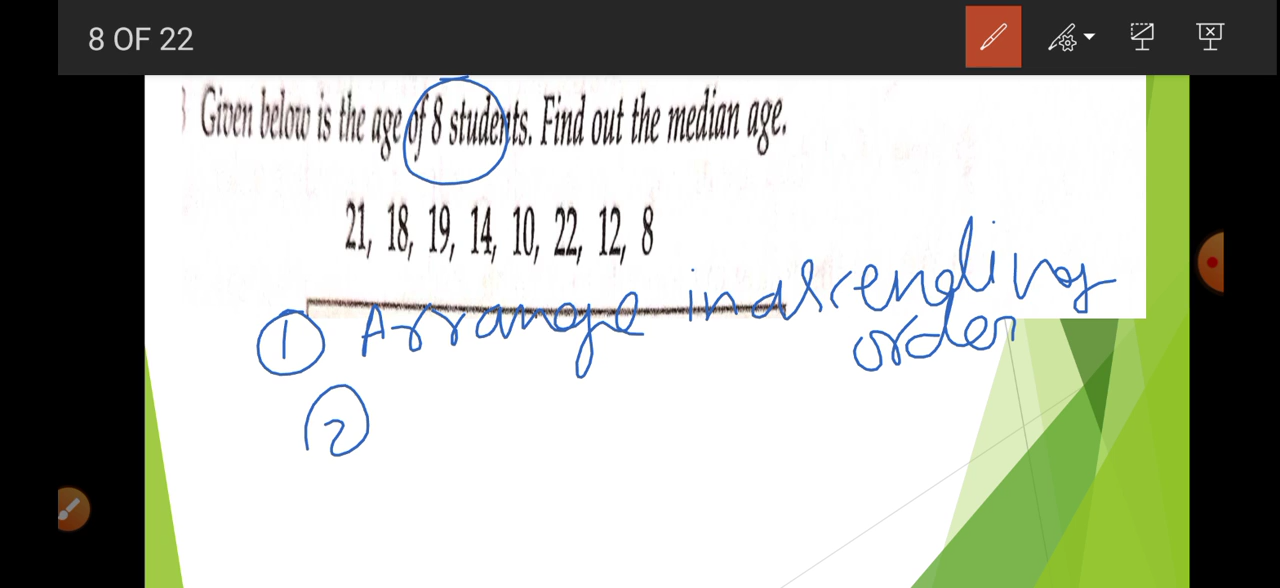 8 OF 22
3 Given below is the age of 8 students. Find out the median age.
21, 18, 19, 14, 10, 22, 12, 8
① Arrange in ascending
order
②